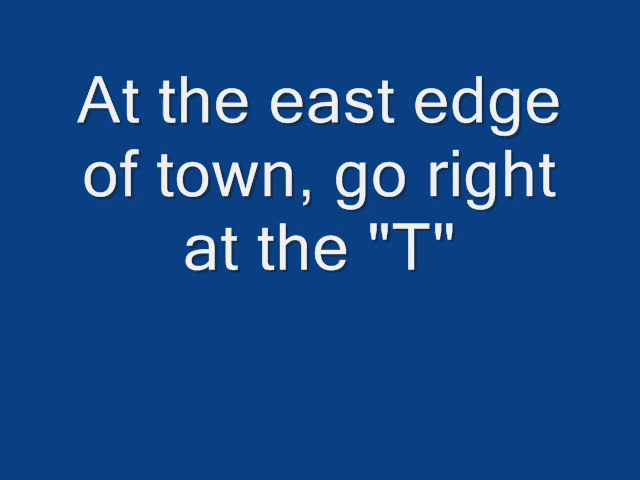 At the east edge
of town, go right
at the "T"